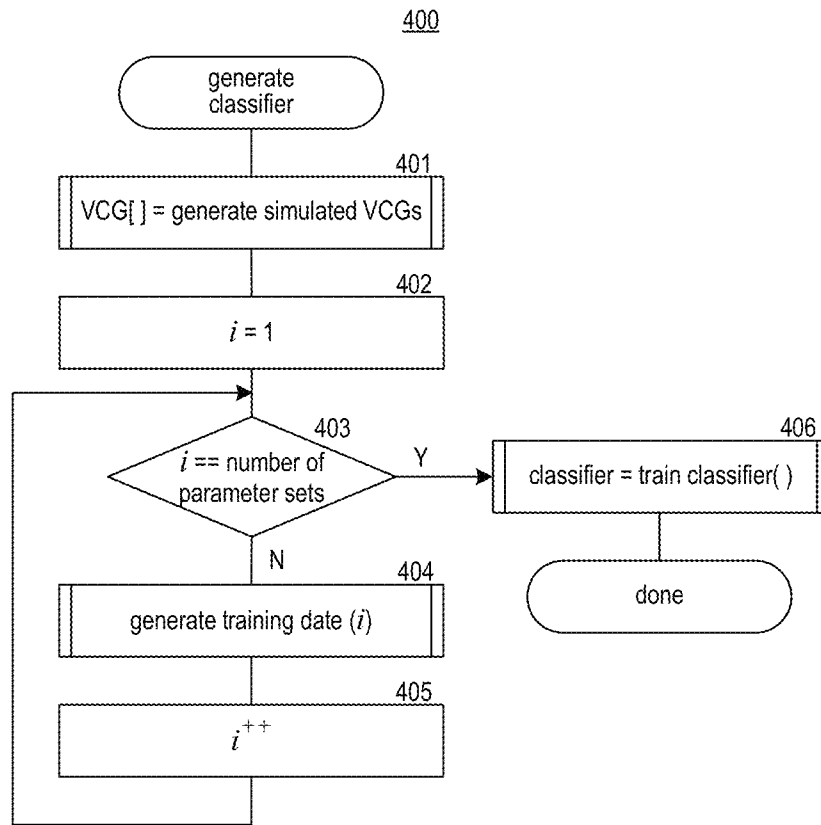 400
generate
classifier
401
VCG[ ] = generate simulated VCGs
402
i = 1
403
i == number of
parameter sets
Y
406
classifier = train classifier( )
N
404
generate training date (i)
done
405
i++